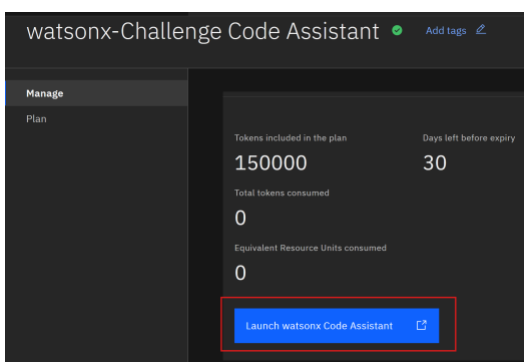 watsonx-Challenge Code Assistant Add tags
Manage
Plan
Tokens included in the plan Days left before expiry
150000 30
Total tokens consumed
0
Equivalent Resource Units consumed
0
Launch watsonx Code Assistant